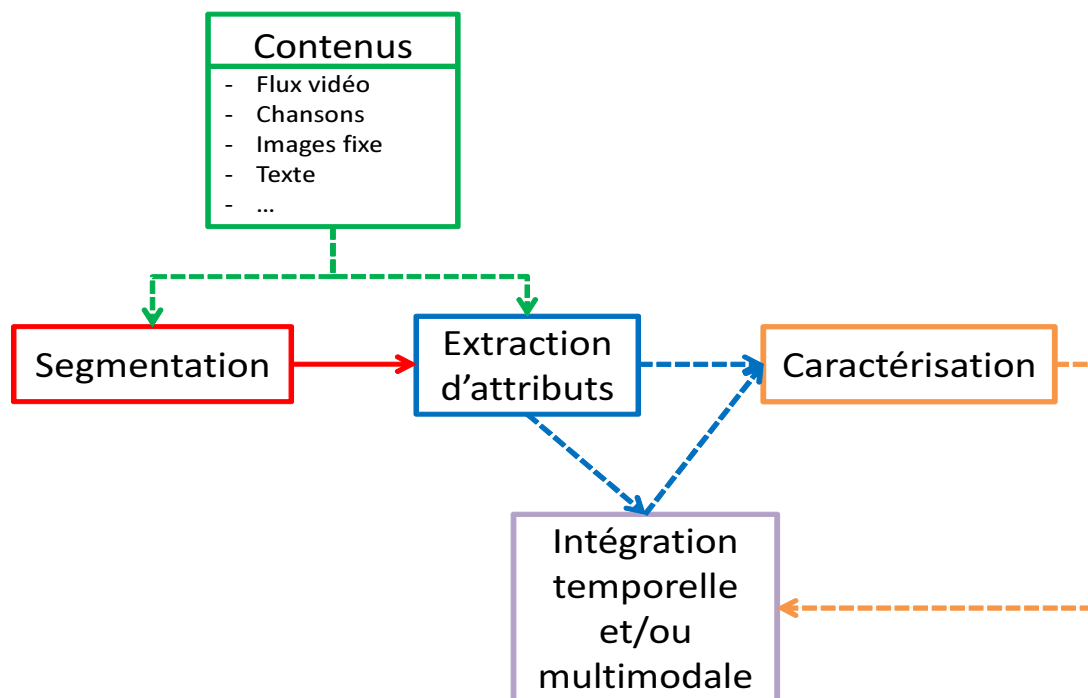 Contenus
- Flux vidéo
- Chansons
- Images fixe
- Texte
- ...
Segmentation
Extraction
d’attributs
Caractérisation
Intégration
temporelle
et/ou
multimodale